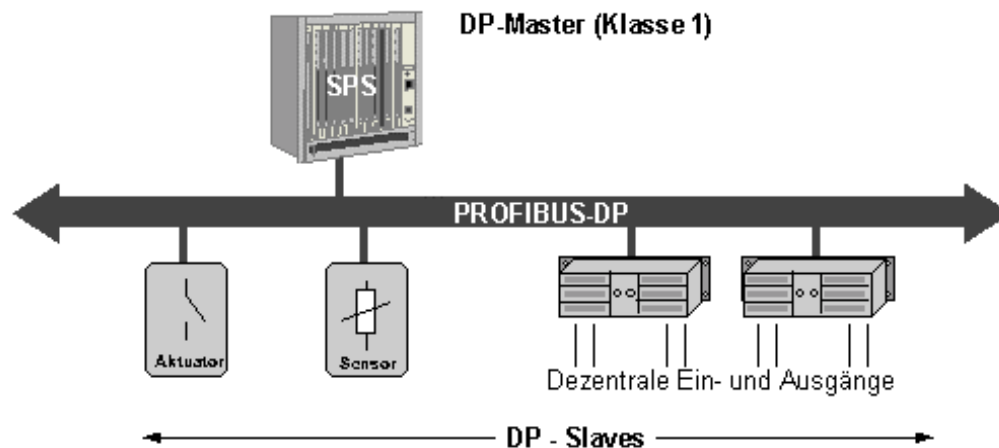 DP-Master (Klasse 1)
SPS
PROFIBUS-DP
Aktuator
Sensor
Dezentrale Ein- und Ausgänge
DP - Slaves